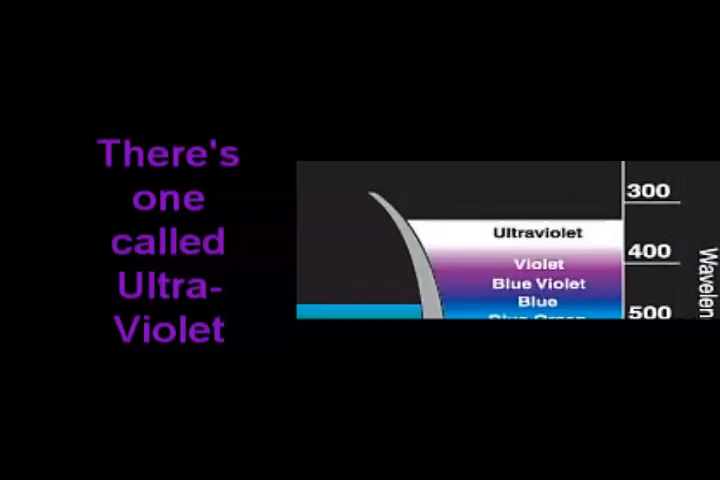 There's
one
called
Ultra-
Violet
300
Ultraviolet
400
Violet
Blue Violet
Blue
500